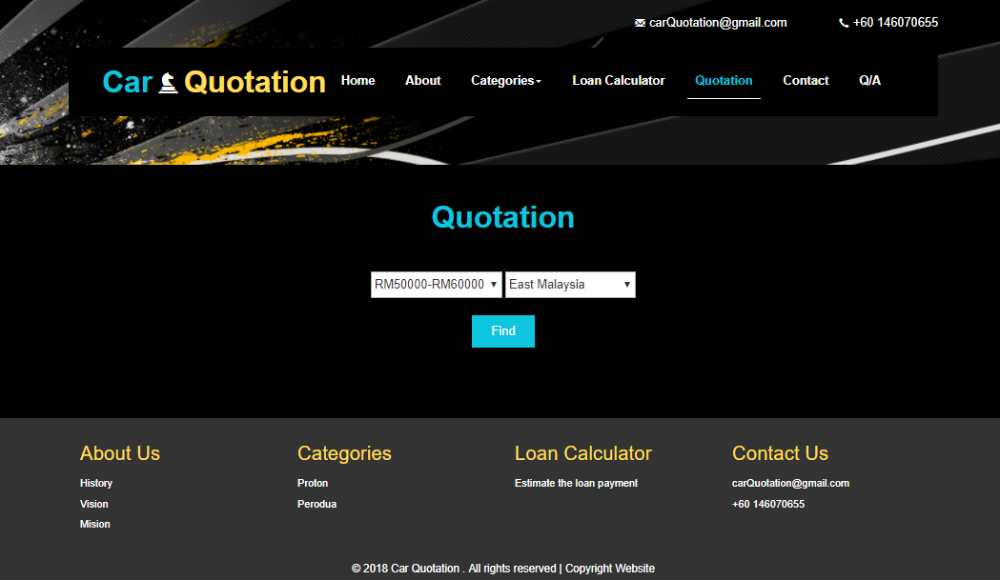 carQuotation@gmail.com +60 146070655
Car Quotation Home About Categories Loan Calculator Quotation Contact Q/A
Quotation
RM50000-RM60000 East Malaysia
Find
About Us Categories Loan Calculator Contact Us
History Proton Estimate the loan payment carQuotation@gmail.com
Vision Perodua +60 146070655
Mision
© 2018 Car Quotation . All rights reserved | Copyright Website